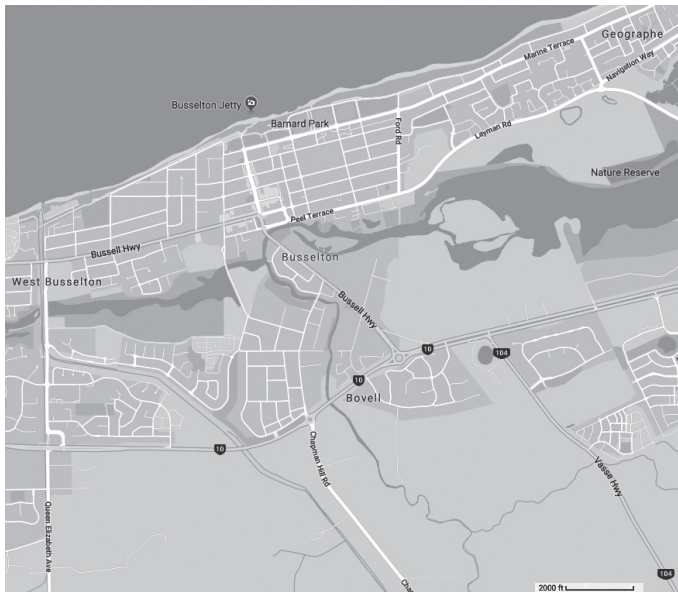 Geographe
Marine Terrace
Navigation Way
Busselton Jetty
Barnard Park
Ford Rd
Layman Rd
Nature Reserve
Peel Terrace
Bussell Hwy
Busselton
West Busselton
Bussell Hwy
10
104
10
Bovell
10
Chapman Hill Rd
Vasse Hwy
Queen Elizabeth Ave
104
Cha
2000 ft